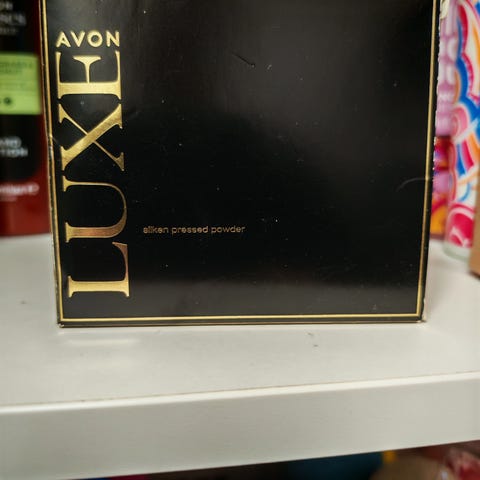 AVON
LUXE
silken pressed powder